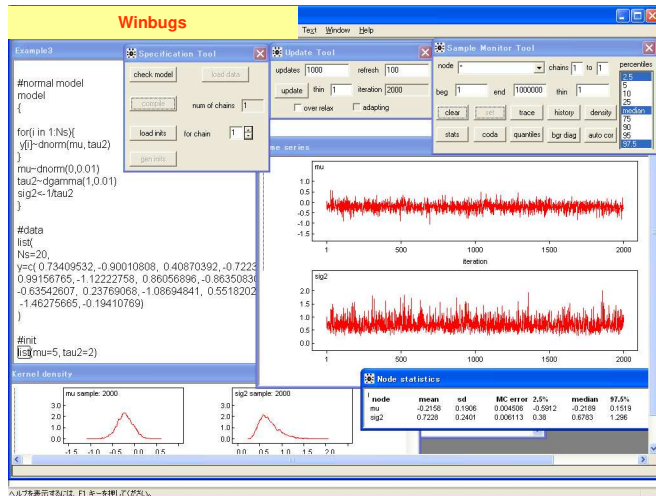 Winbugs
Text Window Help
Example3
#normal model
model
{
for(i in 1:Ns){
y[i]~dnorm(mu, tau2)
}
mu~dnorm(0,0.01)
tau2~dgamma(1,0.01)
sig2<-1/tau2
}
#data
list(
Ns=20,
y=c( 0.73409532, -0.90010808, 0.40870392, -0.7223
0.99156765, -1.12222758, 0.86056896, -0.8635083
-0.63542607, 0.23769068, -1.08694841, 0.5518202
-1.46275665, -0.19410769)
)
#init
list(mu=5, tau2=2)
Specification Tool
check model load data
compile num of chains 1
load inits for chain 1
gen inits
Update Tool
updates 1000 refresh 100
update thin 1 iteration 2000
over relax adapting
Sample Monitor Tool
node * chains 1 to 1 percentiles
beg 1 end 1000000 thin 1
clear set trace history density
stats coda quantiles bgr diag auto cor
2.5
5
10
25
median
75
90
95
97.5
me series
mu
1.0
0.5
0.0
-0.5
-1.0
-1.5
1 500 1000 1500 2000
iteration
sig2
2.0
1.5
1.0
0.5
0.0
1 500 1000 1500 2000
Kernel density
mu sample: 2000
3.0
2.0
1.0
0.0
-1.5 -1.0 -0.5 0.0
sig2 sample: 2000
3.0
2.0
1.0
0.0
0.0 0.5 1.0 1.5 2.0
Node statistics
node mean sd MC error 2.5% median 97.5%
mu -0.2158 0.1906 0.004506 -0.5912 -0.2189 0.1519
sig2 0.7228 0.2401 0.006113 0.38 0.6783 1.296
ヘルプを表示するには、F1 キーを押してください。